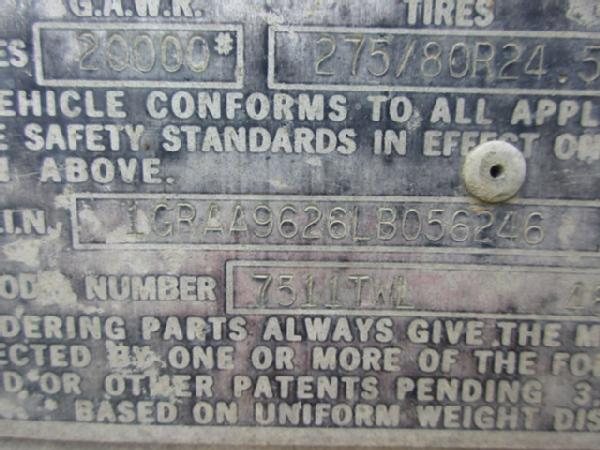 G.A.W.R. TIRES
ES 20000# 275/80R24.5
EHICLE CONFORMS TO ALL APPL
E SAFETY STANDARDS IN EFFECT ON
ABOVE.
.I.N. 1GRAA9626LB056246
OD. NUMBER 7511TWL
DERING PARTS ALWAYS GIVE THE M
ECTED BY ONE OR MORE OF THE FO
D/OR OTHER PATENTS PENDING 3.
BASED ON UNIFORM WEIGHT DIS